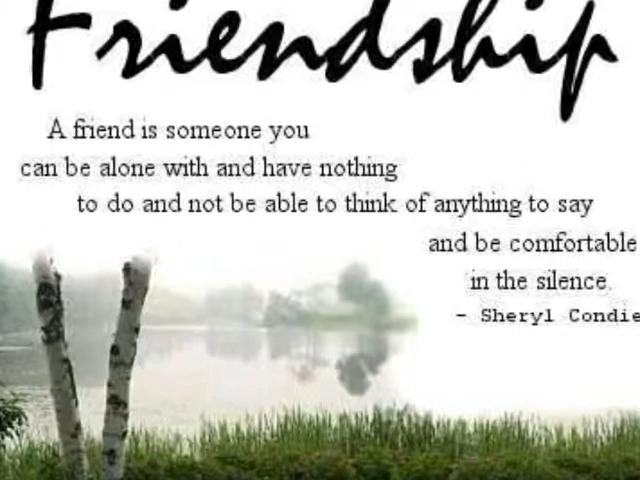 Friendship
A friend is someone you
can be alone with and have nothing
to do and not be able to think of anything to say
and be comfortable
in the silence.
- Sheryl Condie